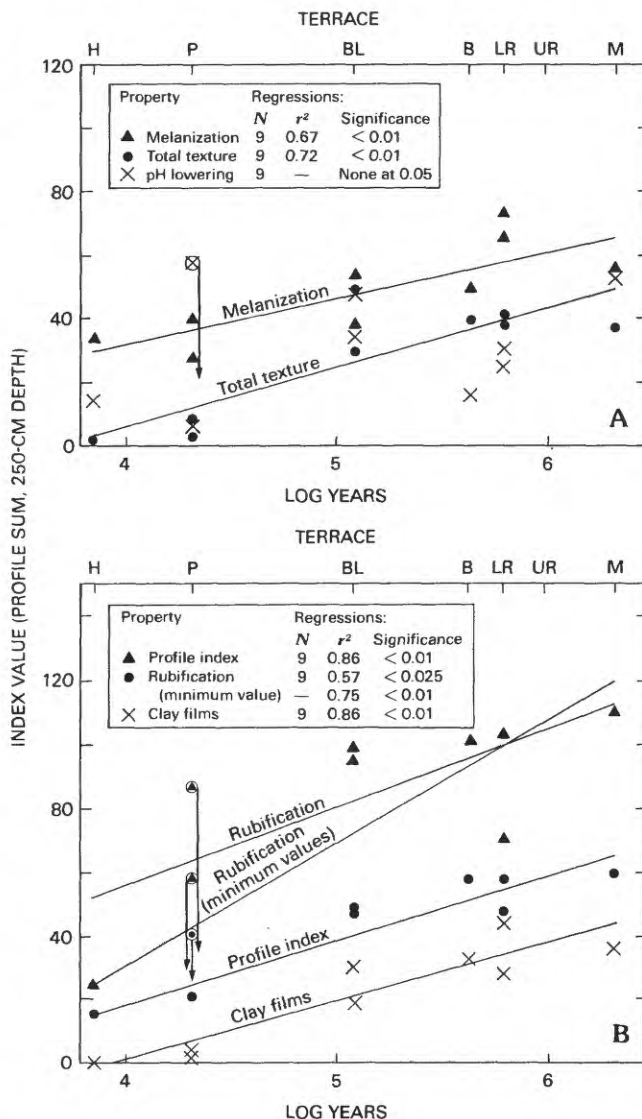 TERRACE
H P BL B LR UR M
120
80
40
0
Property Regressions:
N r² Significance
▲ Melanization 9 0.67 < 0.01
● Total texture 9 0.72 < 0.01
× pH lowering 9 — None at 0.05
Melanization
Total texture
A
4 5 6
LOG YEARS
INDEX VALUE (PROFILE SUM, 250-CM DEPTH)
TERRACE
H P BL B LR UR M
120
80
40
0
Property Regressions:
N r² Significance
▲ Profile index 9 0.86 < 0.01
● Rubification 9 0.57 < 0.025
(minimum value) — 0.75 < 0.01
× Clay films 9 0.86 < 0.01
Rubification
Rubification
(minimum values)
Profile index
Clay films
B
4 5 6
LOG YEARS